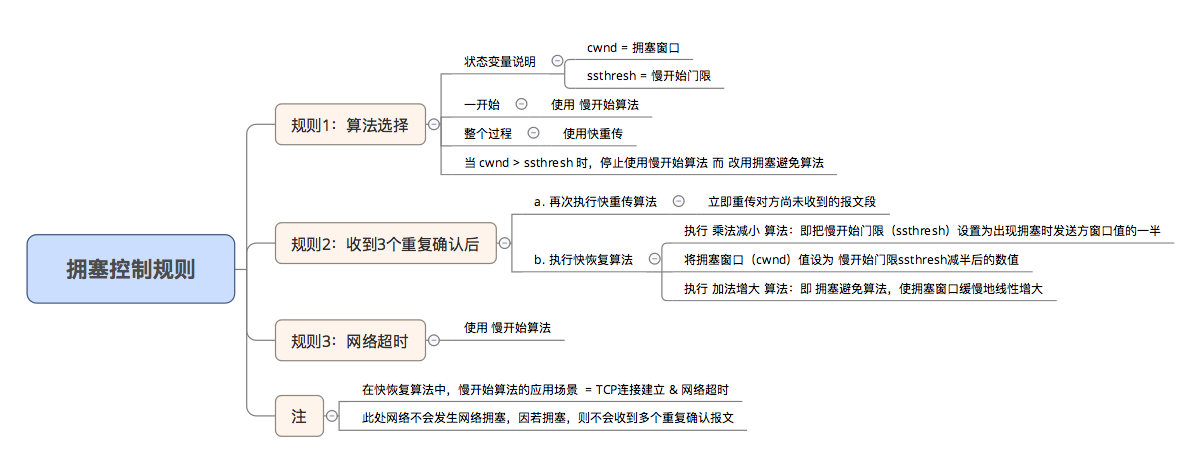 拥塞控制规则
规则1：算法选择
状态变量说明
cwnd = 拥塞窗口
ssthresh = 慢开始门限
一开始
使用 慢开始算法
整个过程
使用快重传
当 cwnd > ssthresh 时，停止使用慢开始算法 而 改用拥塞避免算法
规则2：收到3个重复确认后
a. 再次执行快重传算法
立即重传对方尚未收到的报文段
b. 执行快恢复算法
执行 乘法减小 算法：即把慢开始门限（ssthresh）设置为出现拥塞时发送方窗口值的一半
将拥塞窗口（cwnd）值设为 慢开始门限ssthresh减半后的数值
执行 加法增大 算法：即 拥塞避免算法，使拥塞窗口缓慢地线性增大
规则3：网络超时
使用 慢开始算法
注
在快恢复算法中，慢开始算法的应用场景 = TCP连接建立 & 网络超时
此处网络不会发生网络拥塞，因若拥塞，则不会收到多个重复确认报文